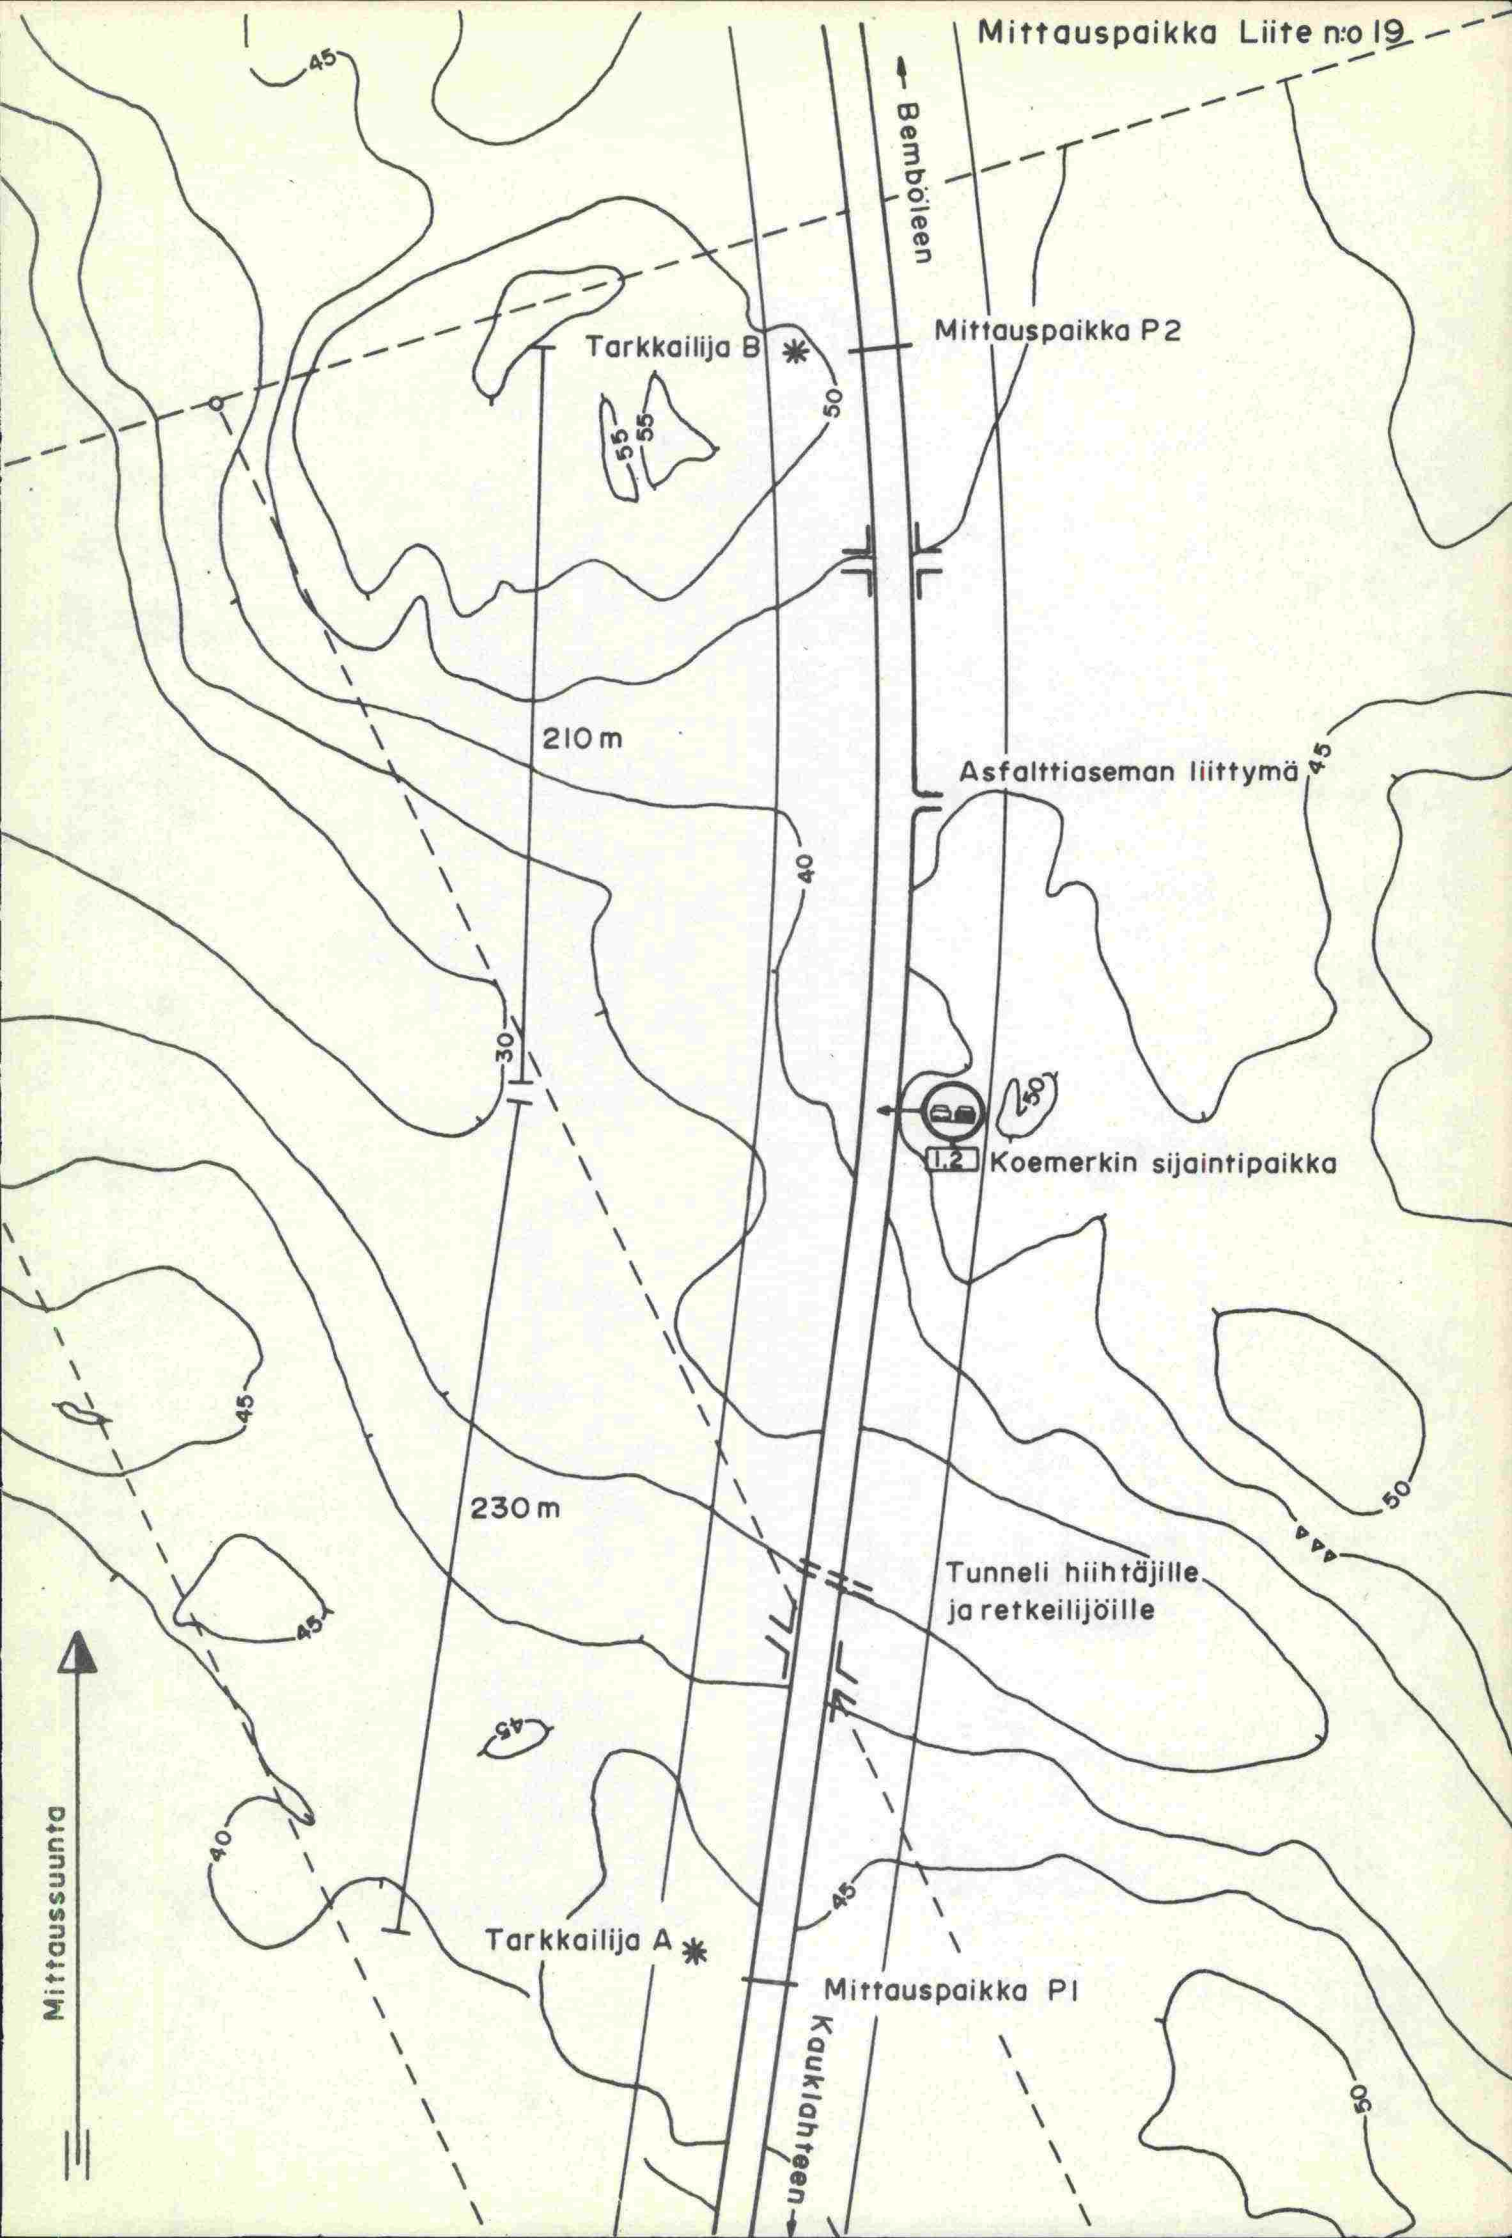 Mittauspaikka Liite n:o 19
45
Bemböleen
Mittauspaikka P2
Tarkkailija B
50
55
55
210 m
Asfalttiaseman liittymä
45
40
30
50
1.2
Koemerkin sijaintipaikka
45
50
230 m
Tunneli hiihtäjille
ja retkeilijöille
45
45
40
45
Mittaussuunta
Tarkkailija A
Mittauspaikka P1
Kauklahteen
50